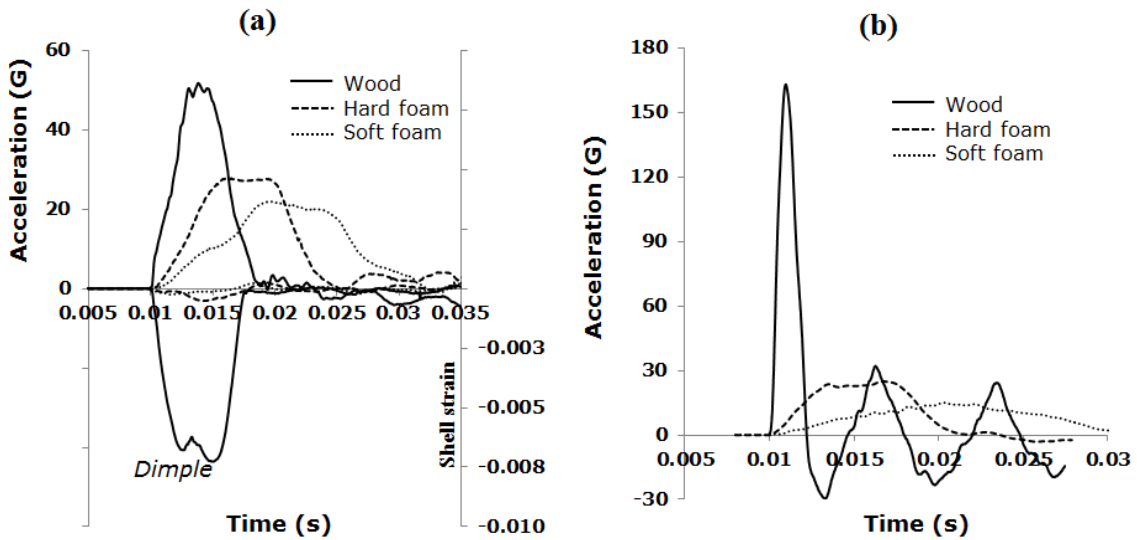 (a)
Acceleration (G)
60
40
20
0
Wood
Hard foam
Soft foam
0.005 0.01 0.015 0.02 0.025 0.03 0.035
-0.003
-0.005
-0.008
-0.010
Shell strain
Dimple
Time (s)
(b)
Acceleration (G)
180
150
120
90
60
30
0
-30
Wood
Hard foam
Soft foam
0.005 0.01 0.015 0.02 0.025 0.03
Time (s)